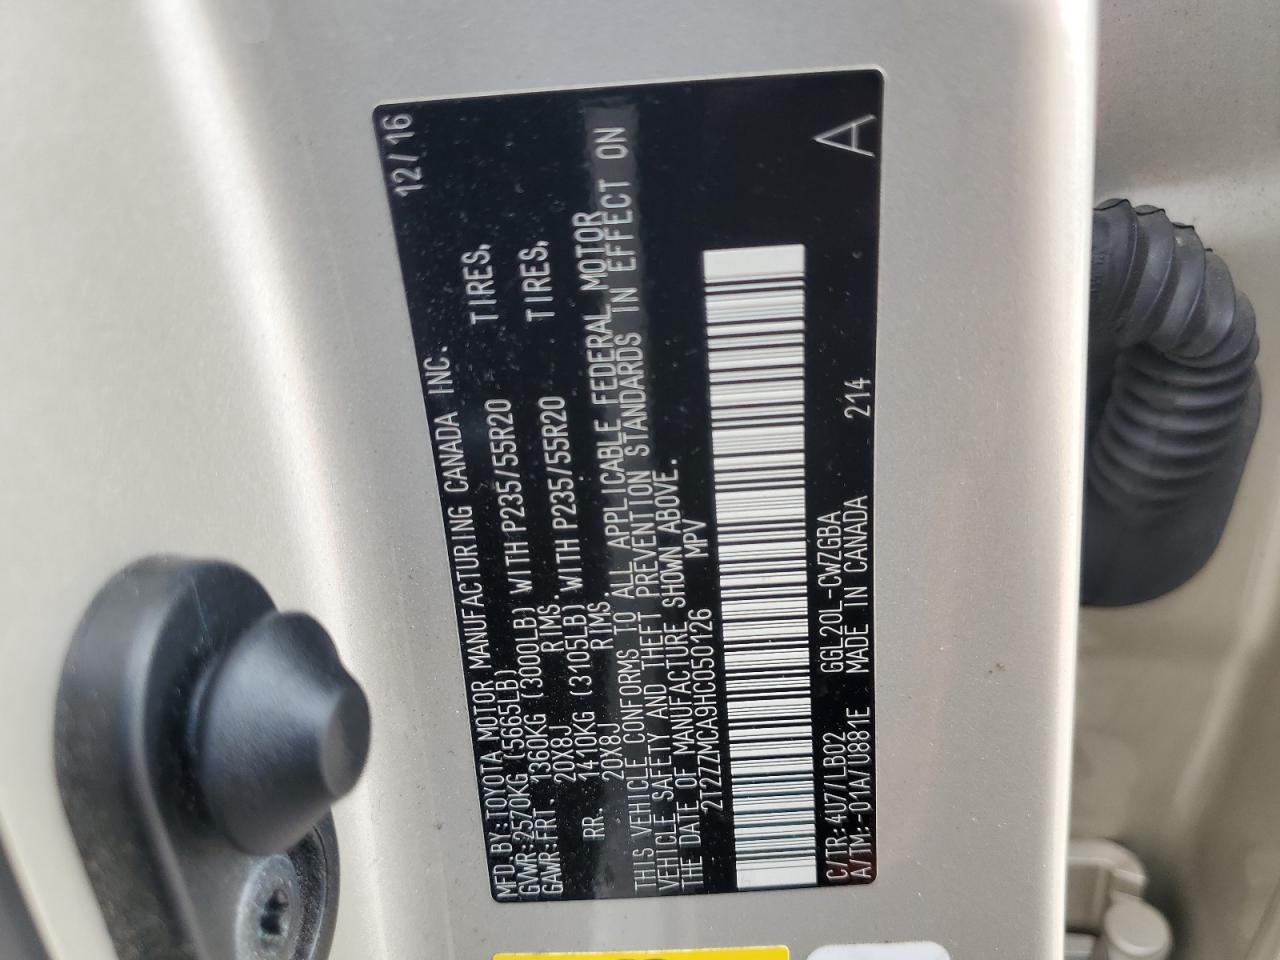 MFD.BY:TOYOTA MOTOR MANUFACTURING CANADA INC. 12/16
GVWR:2570KG (5665LB)
GAWR:FRT. 1360KG (3000LB) WITH P235/55R20 TIRES,
20X8J RIMS.
RR. 1410KG (3105LB) WITH P235/55R20 TIRES,
20X8J RIMS
THIS VEHICLE CONFORMS TO ALL APPLICABLE FEDERAL MOTOR
VEHICLE SAFETY AND THEFT PREVENTION STANDARDS IN EFFECT ON
THE DATE OF MANUFACTURE SHOWN ABOVE.
2T2ZZMCA9HC050126 MPV
C/TR:4U7/LB02 GGL20L-CWZGBA 214 A
A/TM:-01A/U881E MADE IN CANADA